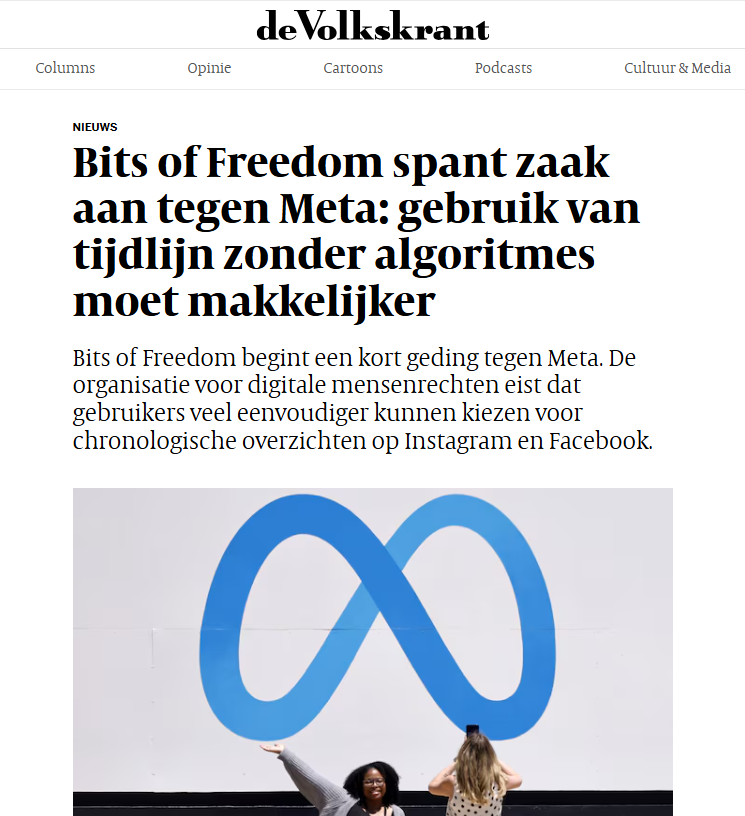 deVolkskrant
Columns Opinie Cartoons Podcasts Cultuur & Media
NIEUWS
Bits of Freedom spant zaak
aan tegen Meta: gebruik van
tijdlijn zonder algoritmes
moet makkelijker
Bits of Freedom begint een kort geding tegen Meta. De
organisatie voor digitale mensenrechten eist dat
gebruikers veel eenvoudiger kunnen kiezen voor
chronologische overzichten op Instagram en Facebook.